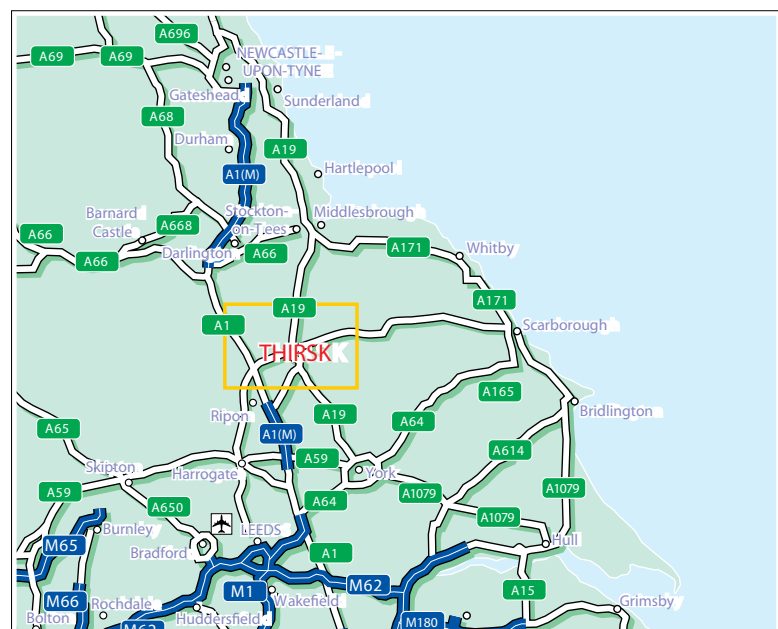 A696
A69
A69
NEWCASTLE-
UPON-TYNE
Gateshead
Sunderland
A68
Durham
A19
A1(M)
Hartlepool
Barnard
Castle
A668
Stockton-
on-Tees
Middlesbrough
A66
A66
Darlington
A66
A171
Whitby
A171
A1
A19
Scarborough
THIRSK
A165
Ripon
A19
A64
Bridlington
A65
A1(M)
A59
A614
Skipton
Harrogate
York
A59
A650
A64
A1079
A1079
A1079
Burnley
LEEDS
Hull
M65
Bradford
A1
M1
M62
A15
M66
Rochdale
Wakefield
Grimsby
Bolton
M62
Huddersfield
M180